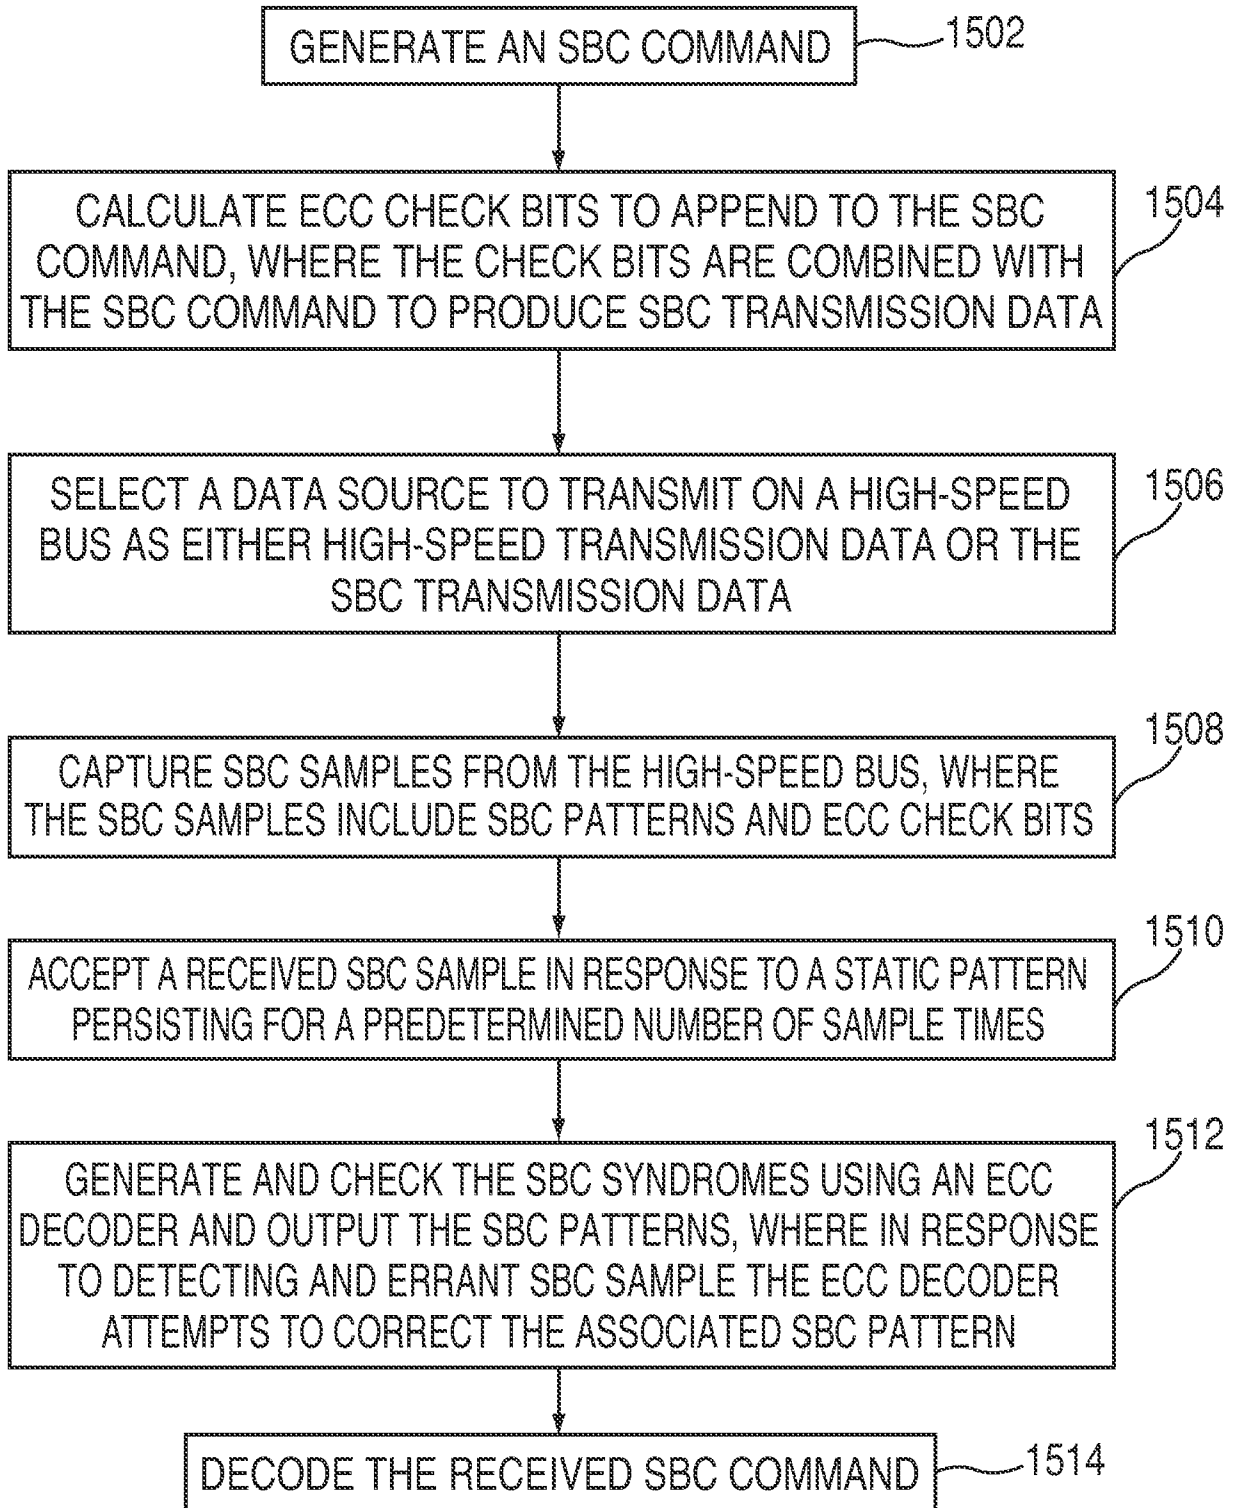 GENERATE AN SBC COMMAND
1502
CALCULATE ECC CHECK BITS TO APPEND TO THE SBC
COMMAND, WHERE THE CHECK BITS ARE COMBINED WITH
THE SBC COMMAND TO PRODUCE SBC TRANSMISSION DATA
1504
SELECT A DATA SOURCE TO TRANSMIT ON A HIGH-SPEED
BUS AS EITHER HIGH-SPEED TRANSMISSION DATA OR THE
SBC TRANSMISSION DATA
1506
CAPTURE SBC SAMPLES FROM THE HIGH-SPEED BUS, WHERE
THE SBC SAMPLES INCLUDE SBC PATTERNS AND ECC CHECK BITS
1508
ACCEPT A RECEIVED SBC SAMPLE IN RESPONSE TO A STATIC PATTERN
PERSISTING FOR A PREDETERMINED NUMBER OF SAMPLE TIMES
1510
GENERATE AND CHECK THE SBC SYNDROMES USING AN ECC
DECODER AND OUTPUT THE SBC PATTERNS, WHERE IN RESPONSE
TO DETECTING AND ERRANT SBC SAMPLE THE ECC DECODER
ATTEMPTS TO CORRECT THE ASSOCIATED SBC PATTERN
1512
DECODE THE RECEIVED SBC COMMAND
1514